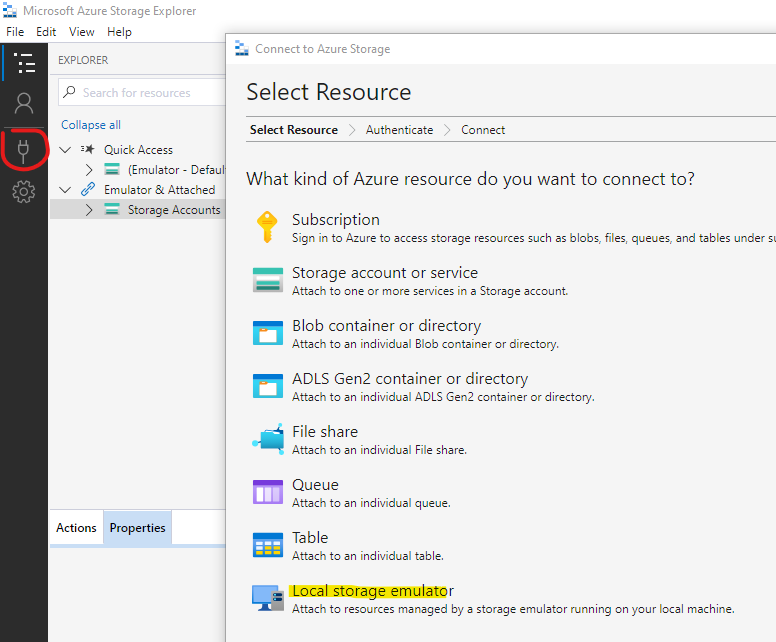 Microsoft Azure Storage Explorer
File Edit View Help
EXPLORER
Search for resources
Collapse all
Quick Access
(Emulator - Defau
Emulator & Attached
Storage Accounts
Actions Properties
Connect to Azure Storage
Select Resource
Select Resource Authenticate Connect
What kind of Azure resource do you want to connect to?
Subscription
Sign in to Azure to access storage resources such as blobs, files, queues, and tables under su
Storage account or service
Attach to one or more services in a Storage account.
Blob container or directory
Attach to an individual Blob container or directory.
ADLS Gen2 container or directory
Attach to an individual ADLS Gen2 container or directory.
File share
Attach to an individual File share.
Queue
Attach to an individual queue.
Table
Attach to an individual table.
Local storage emulator
Attach to resources managed by a storage emulator running on your local machine.